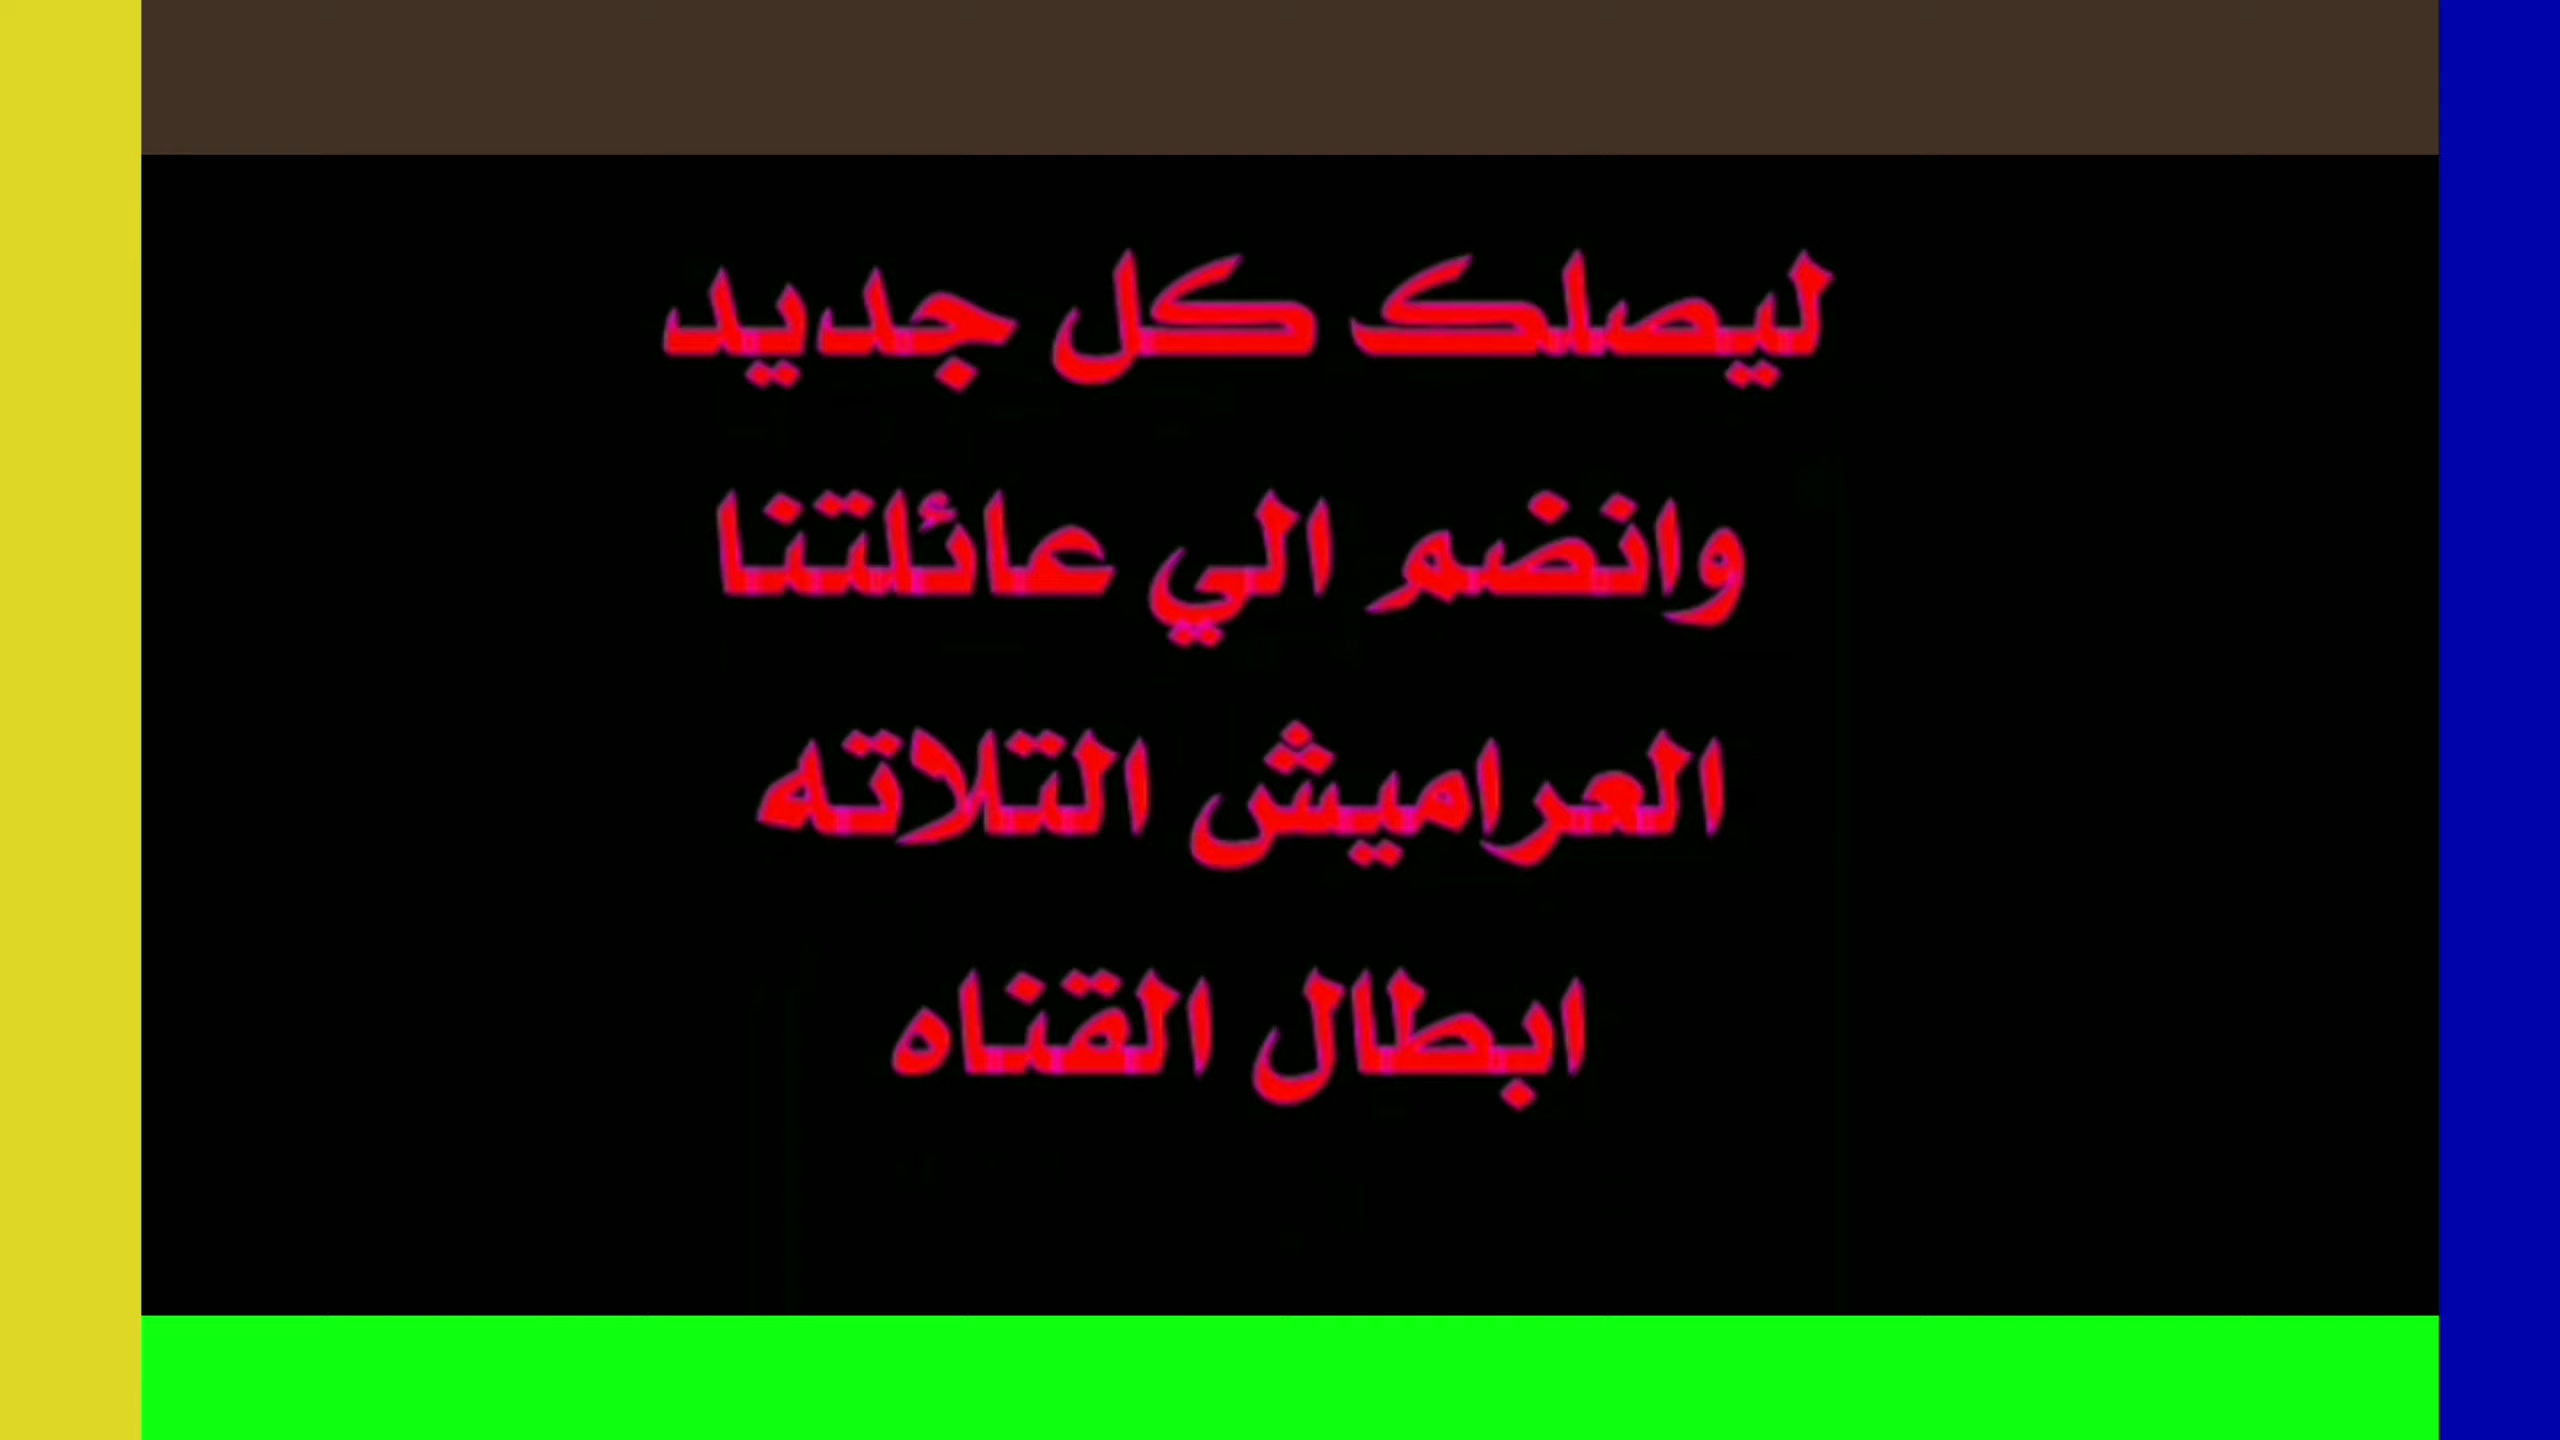 ليصلك كل جديد
وانضم الي عائلتنا
العراميش التلاته
ابطال القناه